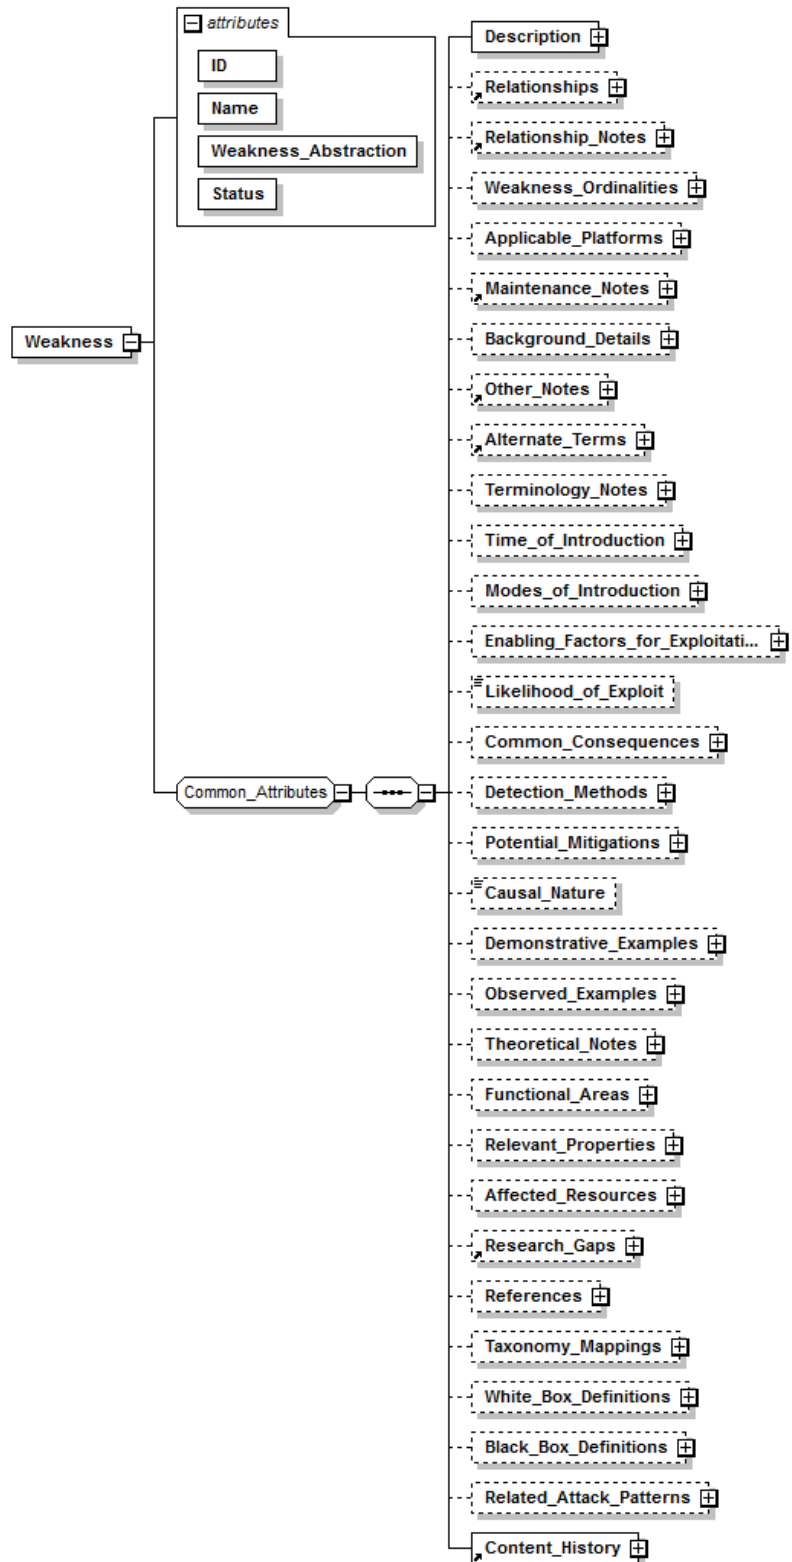 attributes
ID
Name
Weakness_Abstraction
Status
Weakness
Common_Attributes
Description
Relationships
Relationship_Notes
Weakness_Ordinalities
Applicable_Platforms
Maintenance_Notes
Background_Details
Other_Notes
Alternate_Terms
Terminology_Notes
Time_of_Introduction
Modes_of_Introduction
Enabling_Factors_for_Exploitati...
Likelihood_of_Exploit
Common_Consequences
Detection_Methods
Potential_Mitigations
Causal_Nature
Demonstrative_Examples
Observed_Examples
Theoretical_Notes
Functional_Areas
Relevant_Properties
Affected_Resources
Research_Gaps
References
Taxonomy_Mappings
White_Box_Definitions
Black_Box_Definitions
Related_Attack_Patterns
Content_History